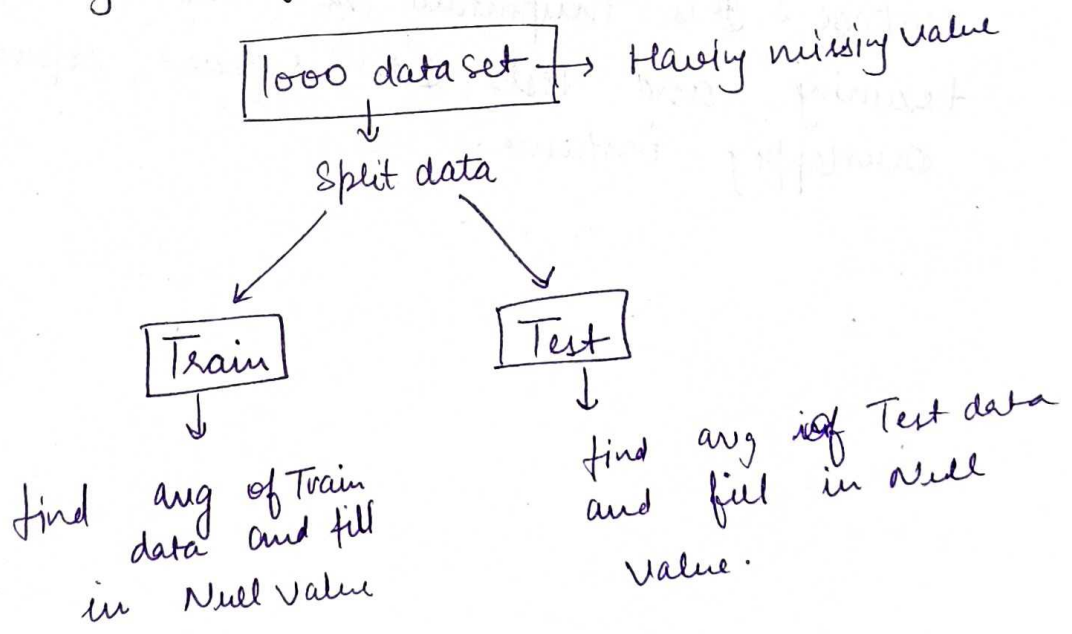 1000 dataset → Having missing value
Split data
Train
Test
find avg of Train
data and fill
in Null value
find avg of Test data
and fill in Null
value.